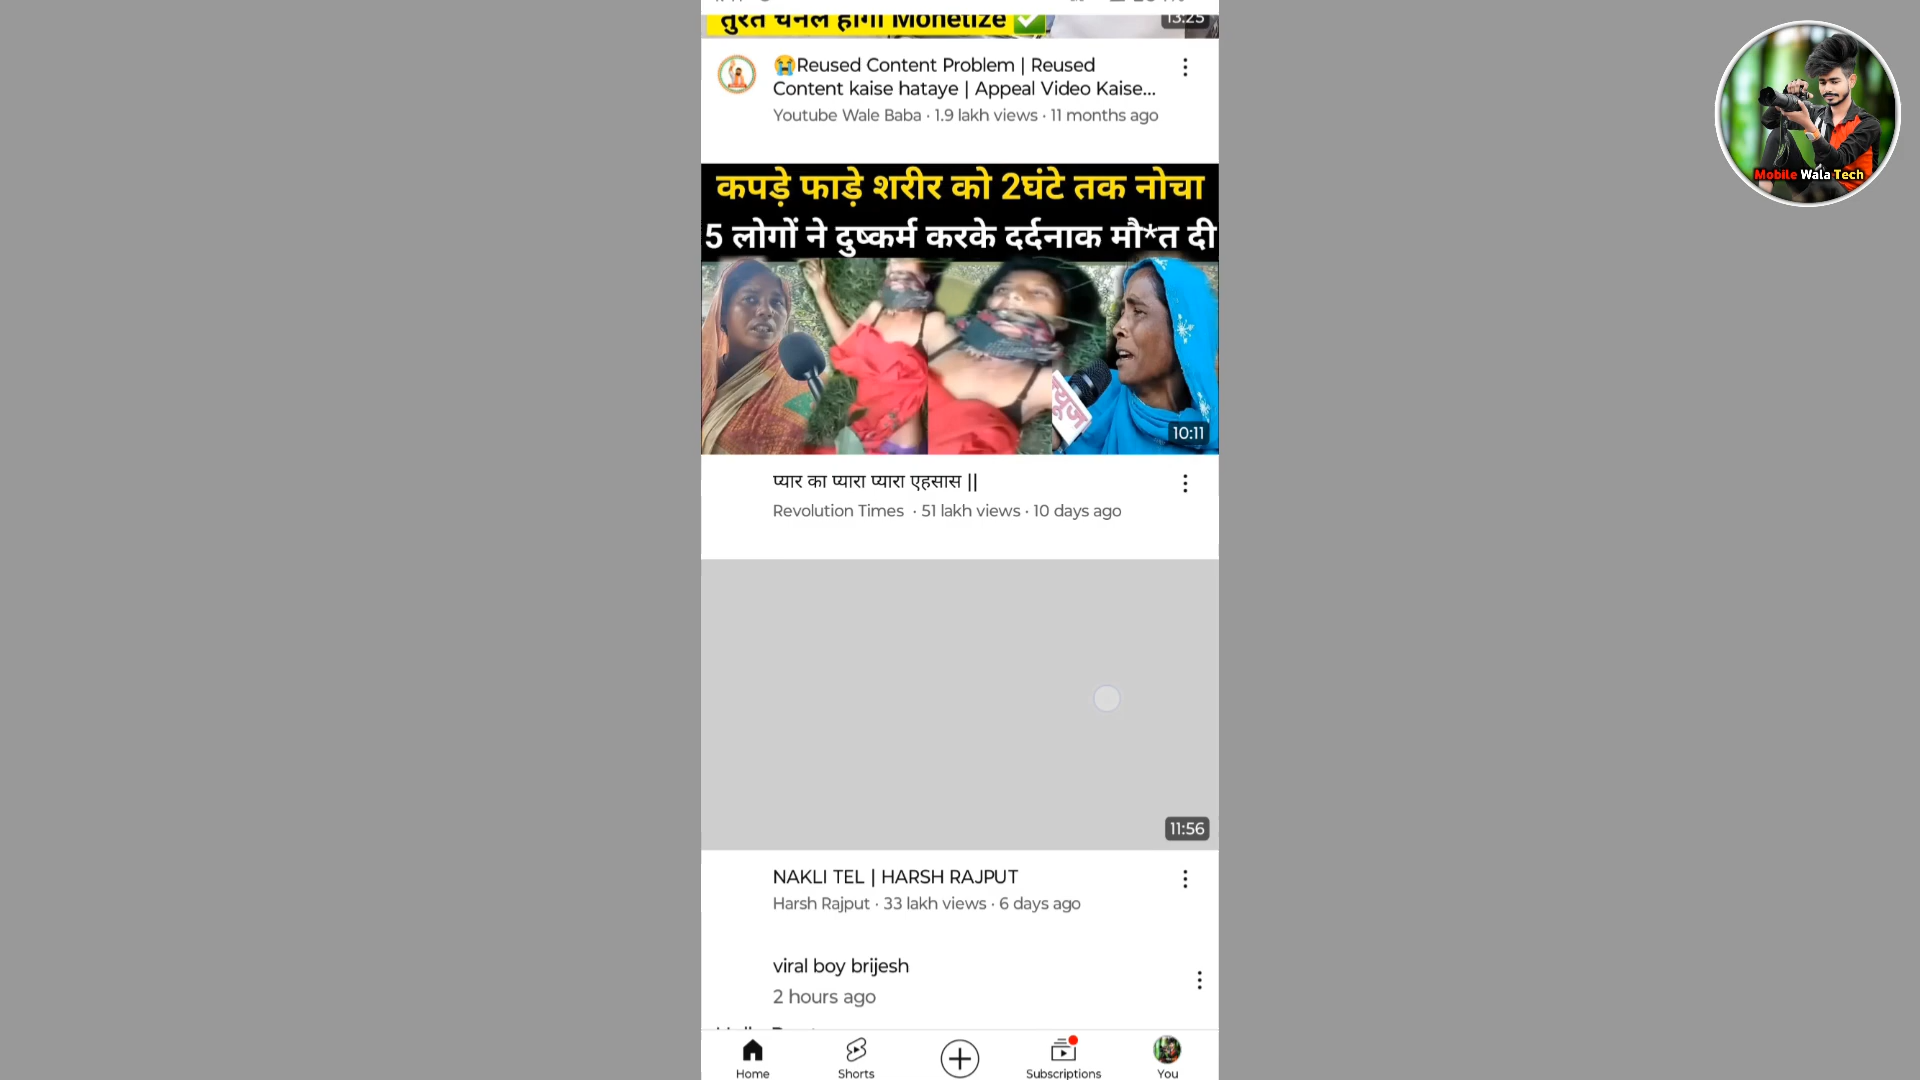 तुरंत चैनल होगा Monetize ✅
13:25
😭Reused Content Problem | Reused
Content kaise hataye | Appeal Video Kaise...
Youtube Wale Baba · 1.9 lakh views · 11 months ago
Mobile Wala Tech
कपड़े फाड़े शरीर को 2घंटे तक नोचा
5 लोगों ने दुष्कर्म करके दर्दनाक मौ*त दी
न्यूज
10:11
प्यार का प्यारा प्यारा एहसास ||
Revolution Times · 51 lakh views · 10 days ago
11:56
NAKLI TEL | HARSH RAJPUT
Harsh Rajput · 33 lakh views · 6 days ago
viral boy brijesh
2 hours ago
Home
Shorts
Subscriptions
You